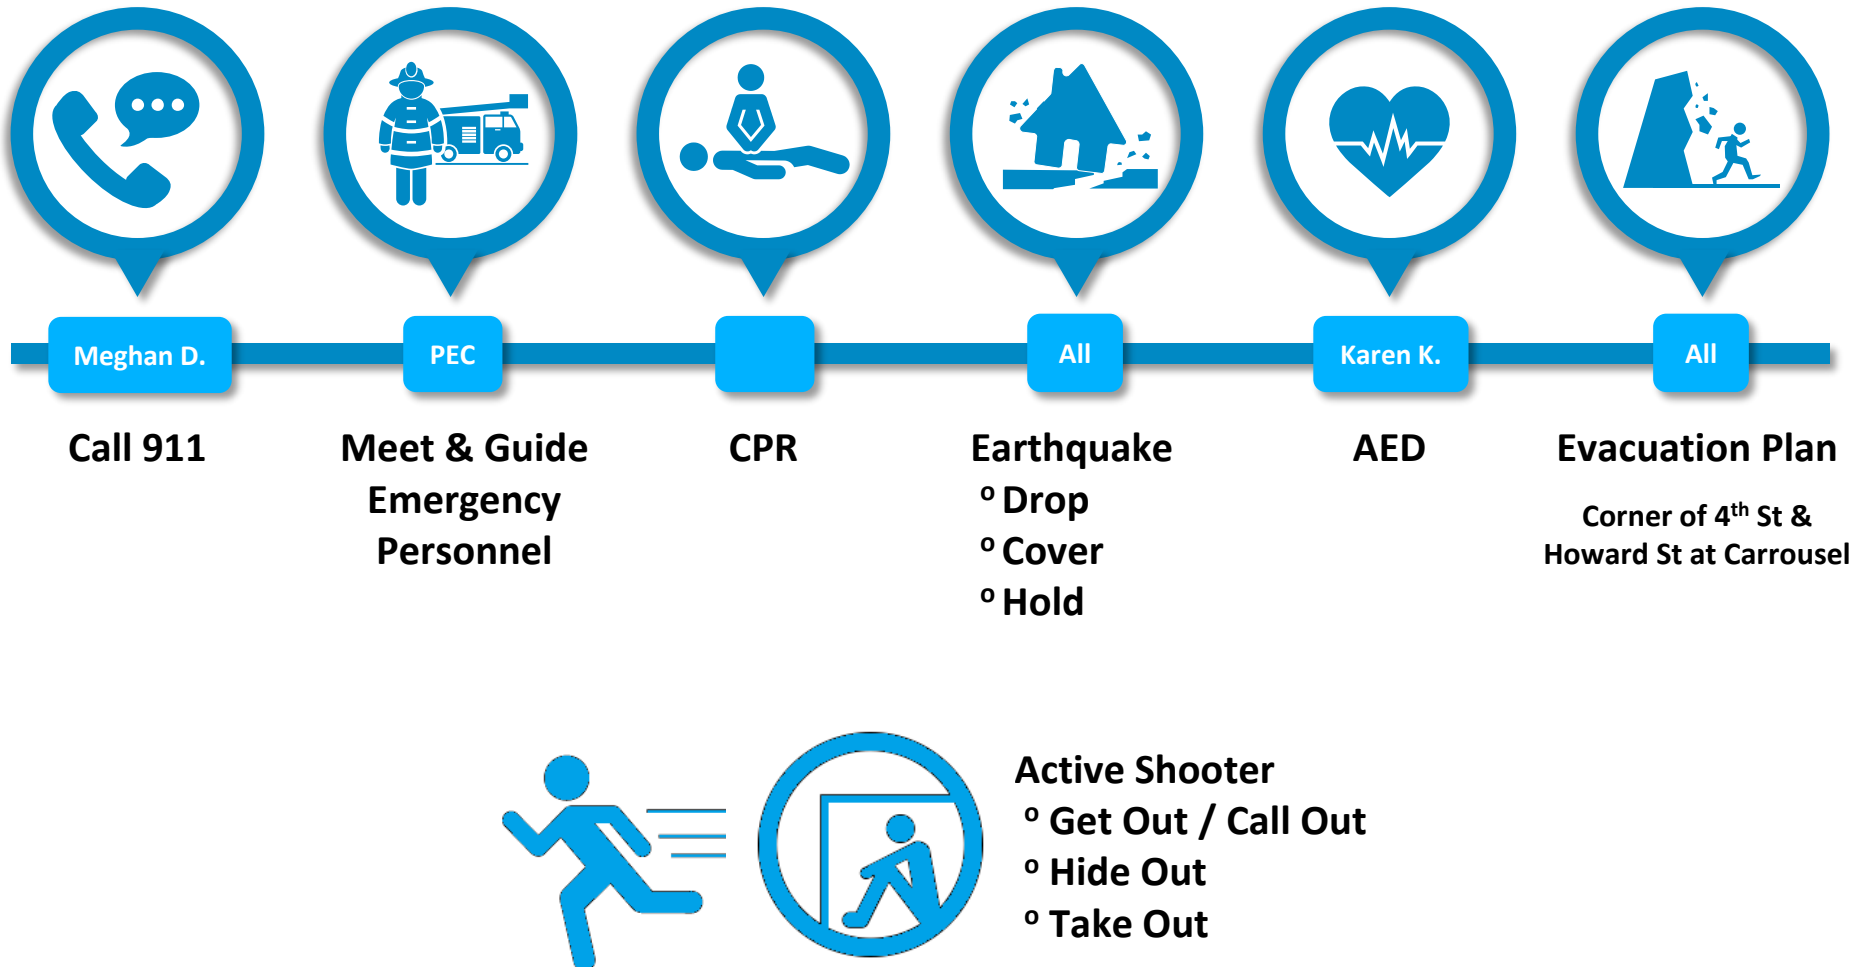 Meghan D.
PEC
All
Karen K.
All
Call 911
Meet & Guide
Emergency
Personnel
CPR
Earthquake
º Drop
º Cover
º Hold
AED
Evacuation Plan
Corner of 4th St &
Howard St at Carrousel
Active Shooter
º Get Out / Call Out
º Hide Out
º Take Out